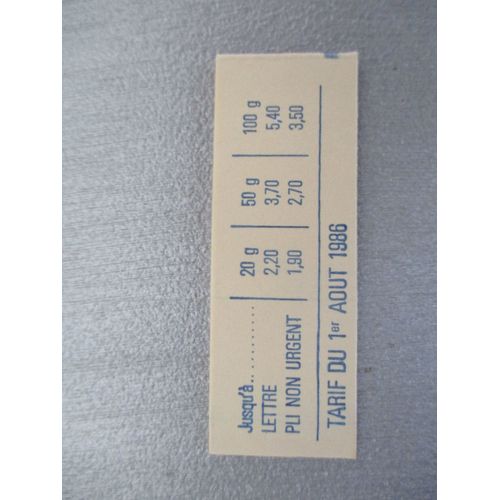 Jusqu'à........... 20 g 50 g 100 g
LETTRE 2,20 3,70 5,40
PLI NON URGENT 1,90 2,70 3,50
TARIF DU 1er AOUT 1986